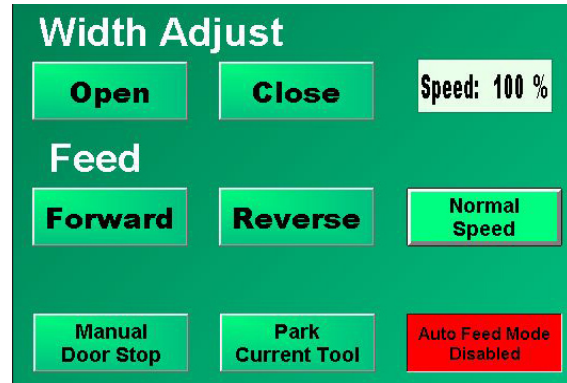 Width Adjust
Open
Close
Speed: 100 %
Feed
Forward
Reverse
Normal
Speed
Manual
Door Stop
Park
Current Tool
Auto Feed Mode
Disabled